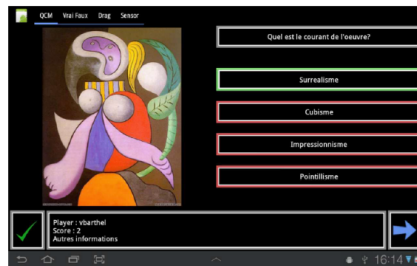 QCM Vrai Faux Drag Sensor
Quel est le courant de l'oeuvre?
Surrealisme
Cubisme
Impressionnisme
Pointillisme
Player : vbarthel
Score : 2
Autres informations
16:14